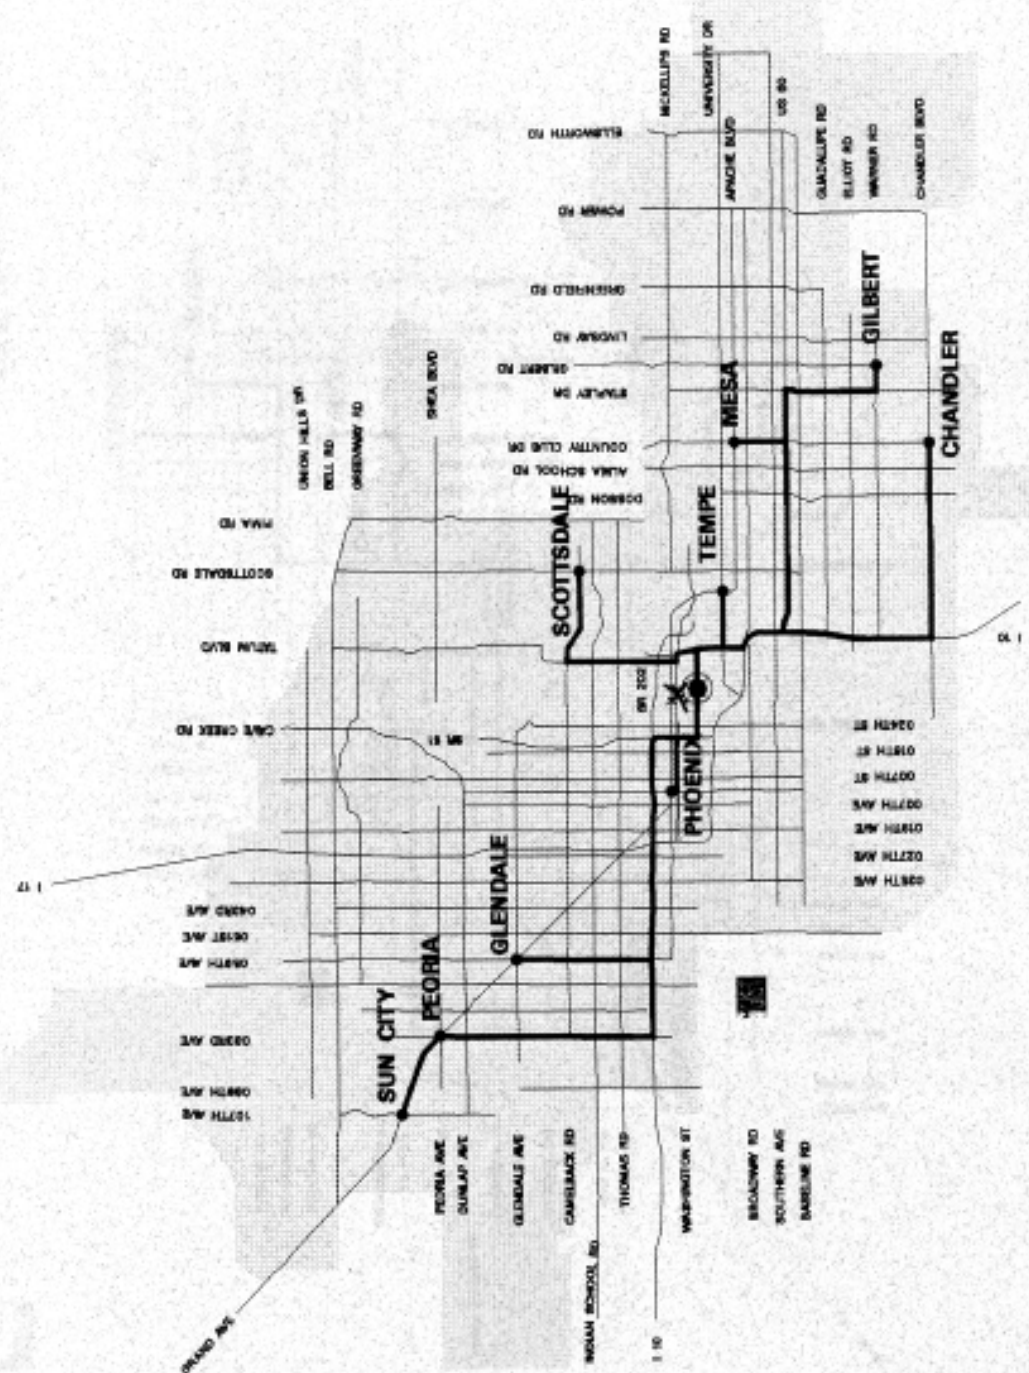 MCKELLIPS RD
UNIVERSITY DR
APACHE BLVD
US 60
GUADALUPE RD
ELLIOT RD
WARNER RD
CHANDLER BLVD
ELLSWORTH RD
POWER RD
GREENFIELD RD
LINDSAY RD
GILBERT RD
STAPLEY DR
COUNTRY CLUB DR
ALMA SCHOOL RD
DOBSON RD
GILBERT
CHANDLER
MESA
TEMPE
SCOTTSDALE
UNION HILLS DR
BELL RD
GREENWAY RD
SHEA BLVD
PIMA RD
SCOTTSDALE RD
TATUM BLVD
CAVE CREEK RD
SR 51
SR 202
I 10
PHOENIX
024TH ST
016TH ST
007TH ST
007TH AVE
019TH AVE
027TH AVE
035TH AVE
I 17
043RD AVE
051ST AVE
059TH AVE
083RD AVE
099TH AVE
107TH AVE
GLENDALE
PEORIA
SUN CITY
PEORIA AVE
DUNLAP AVE
GLENDALE AVE
CAMELBACK RD
INDIAN SCHOOL RD
THOMAS RD
I 10
WASHINGTON ST
BROADWAY RD
SOUTHERN AVE
BASELINE RD
GRAND AVE